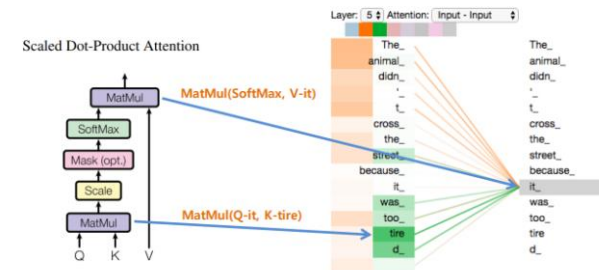 Layer: 5 Attention: Input - Input
Scaled Dot-Product Attention
MatMul
SoftMax
Mask (opt.)
Scale
MatMul
Q K V
MatMul(SoftMax, V-it)
MatMul(Q-it, K-tire)
The_ The_
animal_ animal_
didn_ didn_
'_ '_
t_ t_
cross_ cross_
the_ the_
street_ street_
because_ because_
it_ it_
was_ was_
too_ too_
tire tire
d_ d_